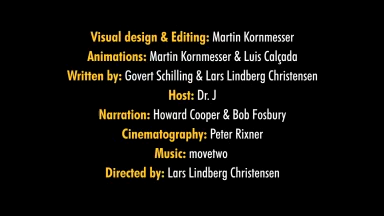 Visual design & Editing: Martin Kornmesser
Animations: Martin Kornmesser & Luis Calçada
Written by: Govert Schilling & Lars Lindberg Christensen
Host: Dr. J
Narration: Howard Cooper & Bob Fosbury
Cinematography: Peter Rixner
Music: movetwo
Directed by: Lars Lindberg Christensen